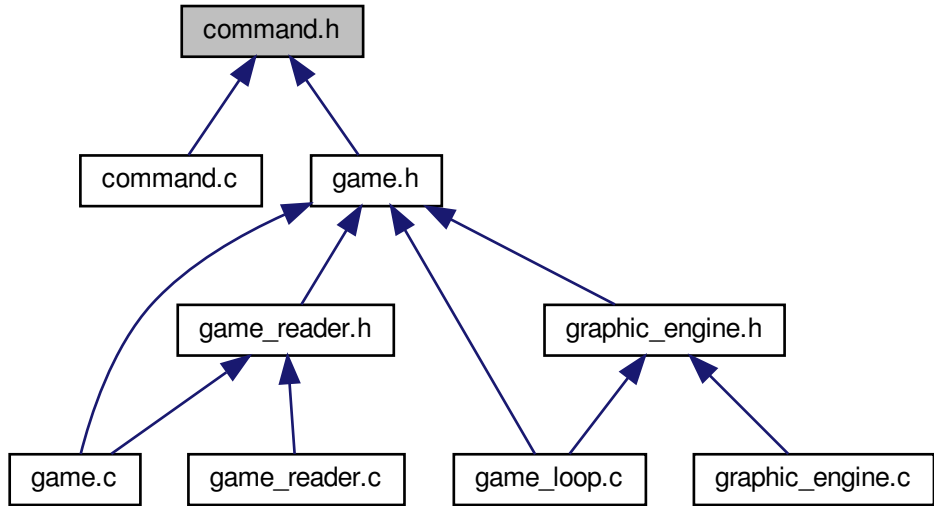 command.h
command.c
game.h
game_reader.h
graphic_engine.h
game.c
game_reader.c
game_loop.c
graphic_engine.c